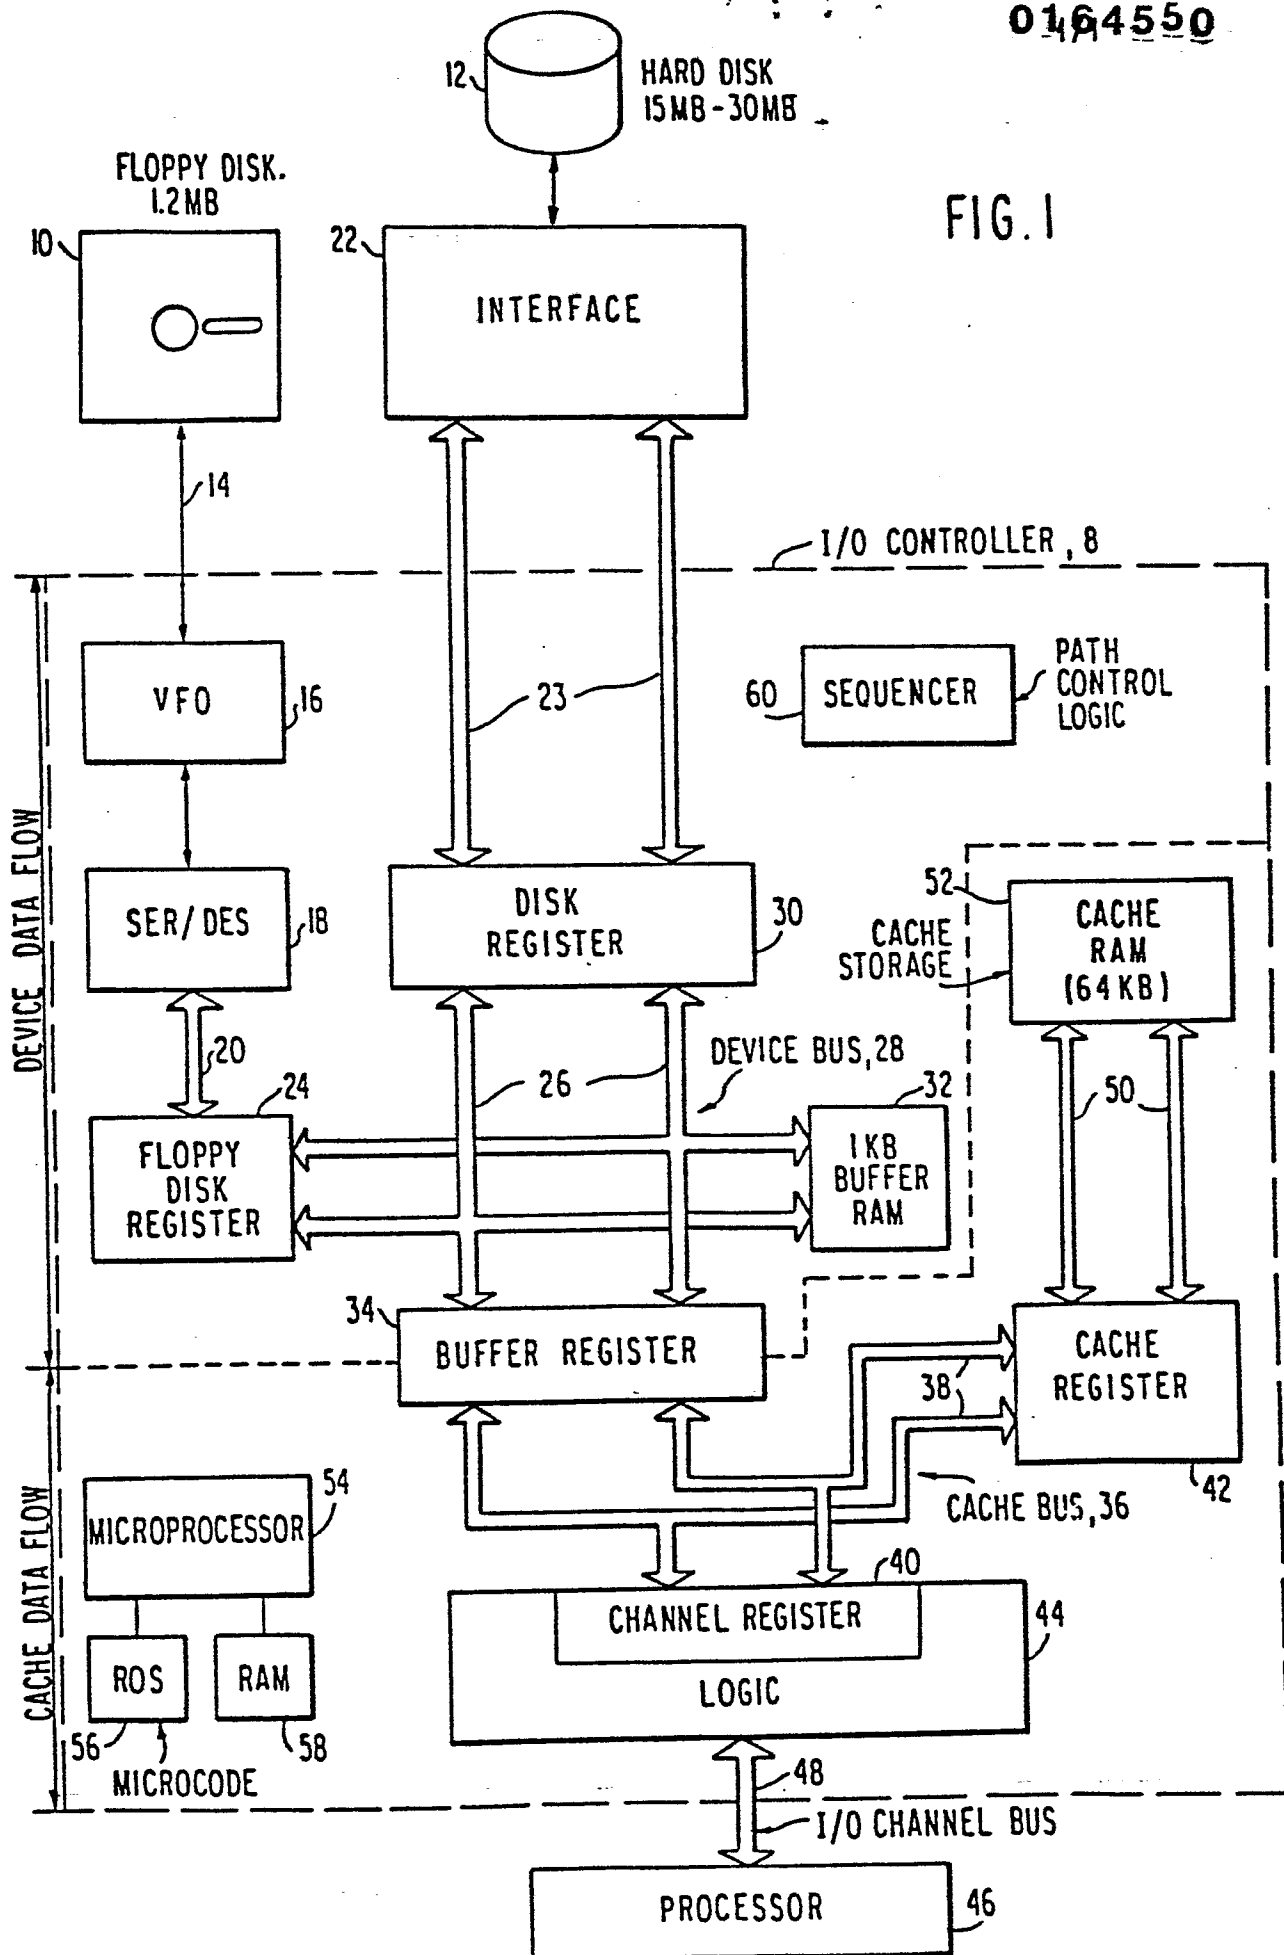 0164550
12
HARD DISK
15MB-30MB
FLOPPY DISK.
1.2MB
FIG.1
10
22
INTERFACE
14
I/O CONTROLLER, 8
VFO
16
23
60
SEQUENCER
PATH
CONTROL
LOGIC
DEVICE DATA FLOW
SER/DES
18
DISK
REGISTER
30
52
CACHE
STORAGE
CACHE
RAM
(64KB)
20
24
26
DEVICE BUS,28
32
50
FLOPPY
DISK
REGISTER
1KB
BUFFER
RAM
34
BUFFER REGISTER
38
CACHE
REGISTER
42
CACHE BUS,36
CACHE DATA FLOW
MICROPROCESSOR
54
40
CHANNEL REGISTER
44
LOGIC
ROS
RAM
56
58
MICROCODE
48
I/O CHANNEL BUS
PROCESSOR
46